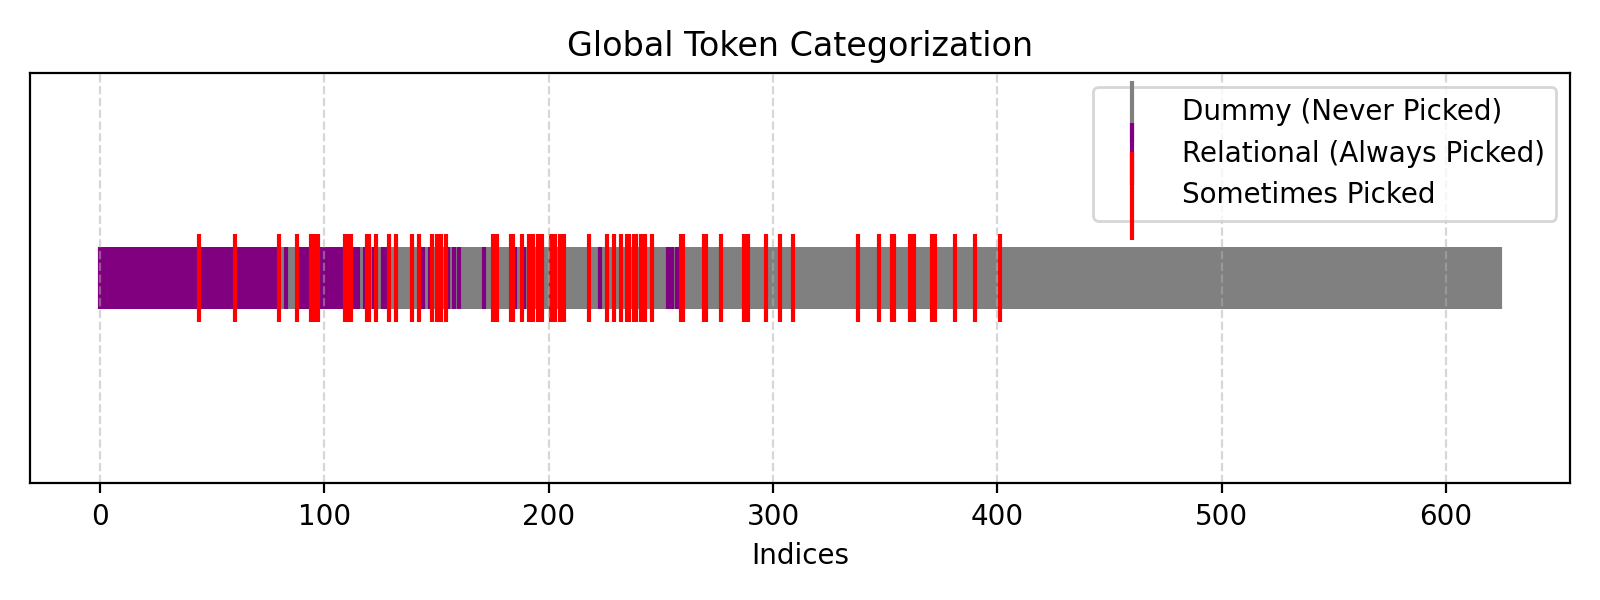 Global Token Categorization
Dummy (Never Picked)
Relational (Always Picked)
Sometimes Picked
0 100 200 300 400 500 600
Indices